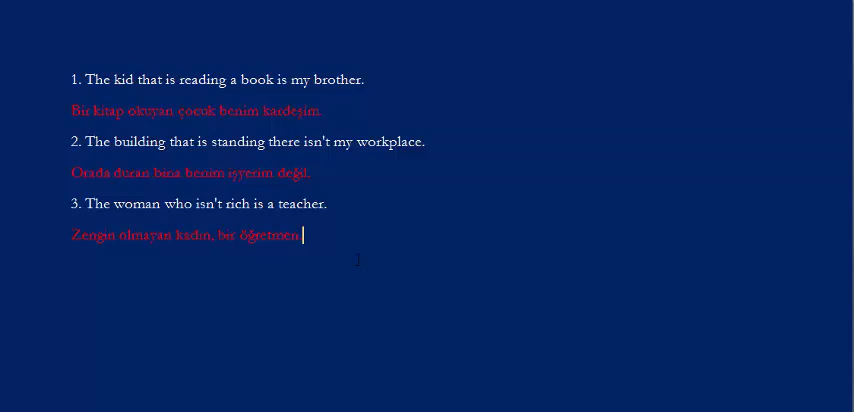 1. The kid that is reading a book is my brother.
Bir kitap okuyan çocuk benim kardeşim.
2. The building that is standing there isn't my workplace.
Orada duran bina benim işyerim değil.
3. The woman who isn't rich is a teacher.
Zengin olmayan kadın, bir öğretmen.